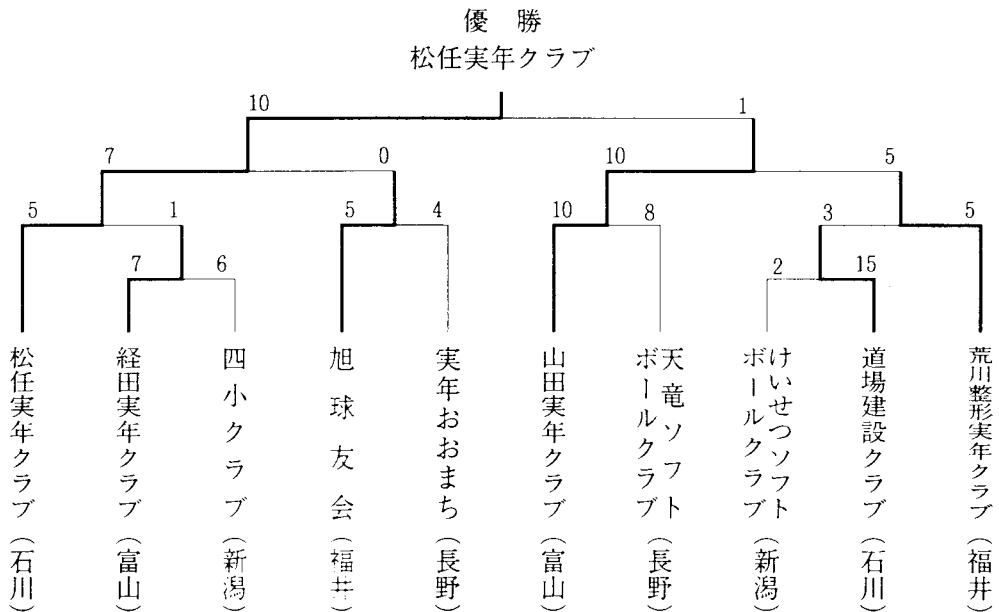 優 勝
松任実年クラブ
10 1
7 0 10 5
5 1 5 4 10 8 3 5
7 6 2 15
松任実年クラブ（石川）
経田実年クラブ（富山）
四小クラブ（新潟）
旭球友会（福井）
実年おおまち（長野）
山田実年クラブ（富山）
天竜ソフト
ボールクラブ（長野）
けいせつソフト
ボールクラブ（新潟）
道場建設クラブ（石川）
荒川整形実年クラブ（福井）